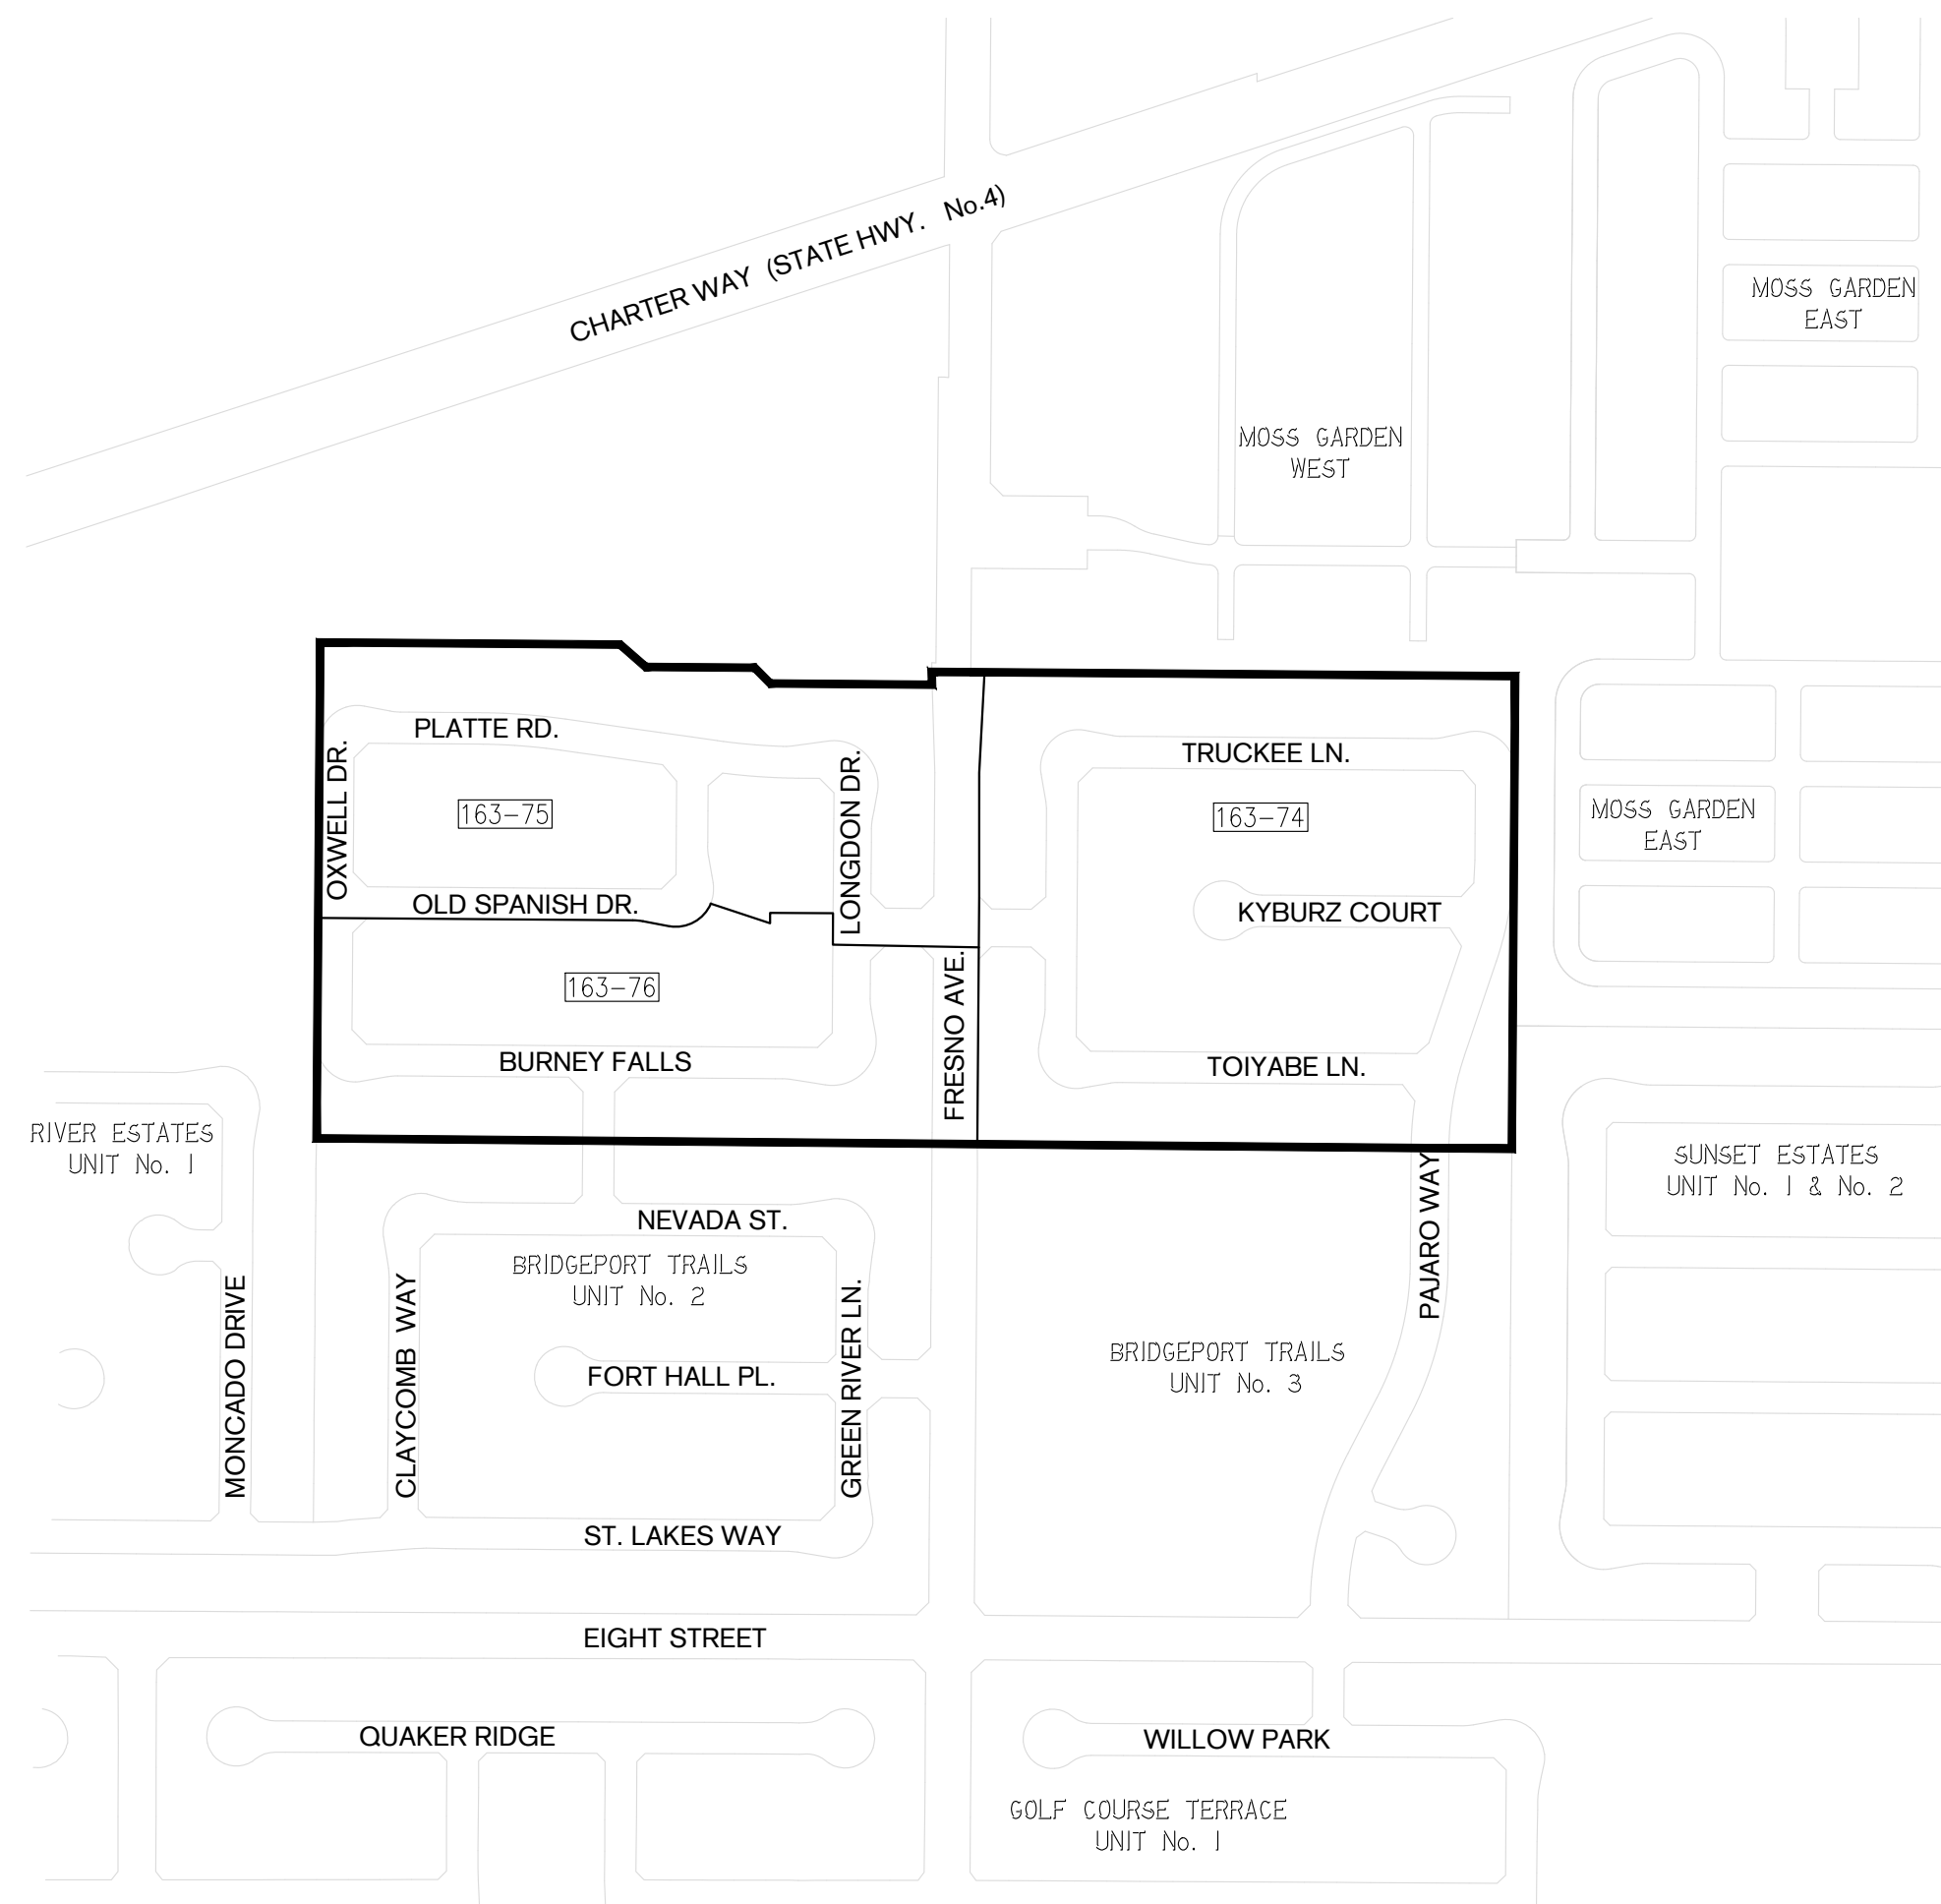 CHARTER WAY (STATE HWY. No.4)
MOSS GARDEN
EAST
MOSS GARDEN
WEST
PLATTE RD.
TRUCKEE LN.
OXWELL DR.
163-75
LONGDON DR.
163-74
MOSS GARDEN
EAST
OLD SPANISH DR.
KYBURZ COURT
163-76
FRESNO AVE.
BURNEY FALLS
TOIYABE LN.
RIVER ESTATES
UNIT No. 1
SUNSET ESTATES
UNIT No. 1 & No. 2
PAJARO WAY
NEVADA ST.
BRIDGEPORT TRAILS
UNIT No. 2
MONCADO DRIVE
CLAYCOMB WAY
GREEN RIVER LN.
BRIDGEPORT TRAILS
UNIT No. 3
FORT HALL PL.
ST. LAKES WAY
EIGHT STREET
QUAKER RIDGE
WILLOW PARK
GOLF COURSE TERRACE
UNIT No. 1